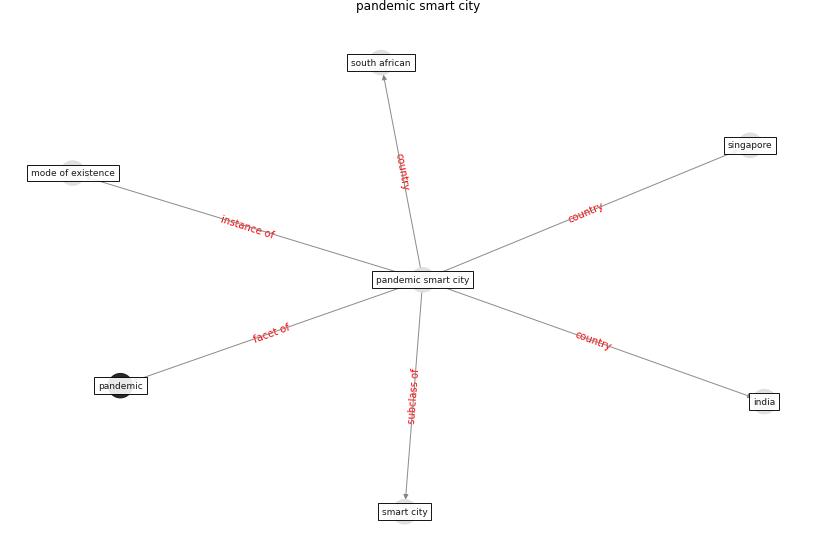 pandemic smart city
south african
singapore
country
mode of existence
country
instance of
pandemic smart city
facet of
country
pandemic
subclass of
india
smart city